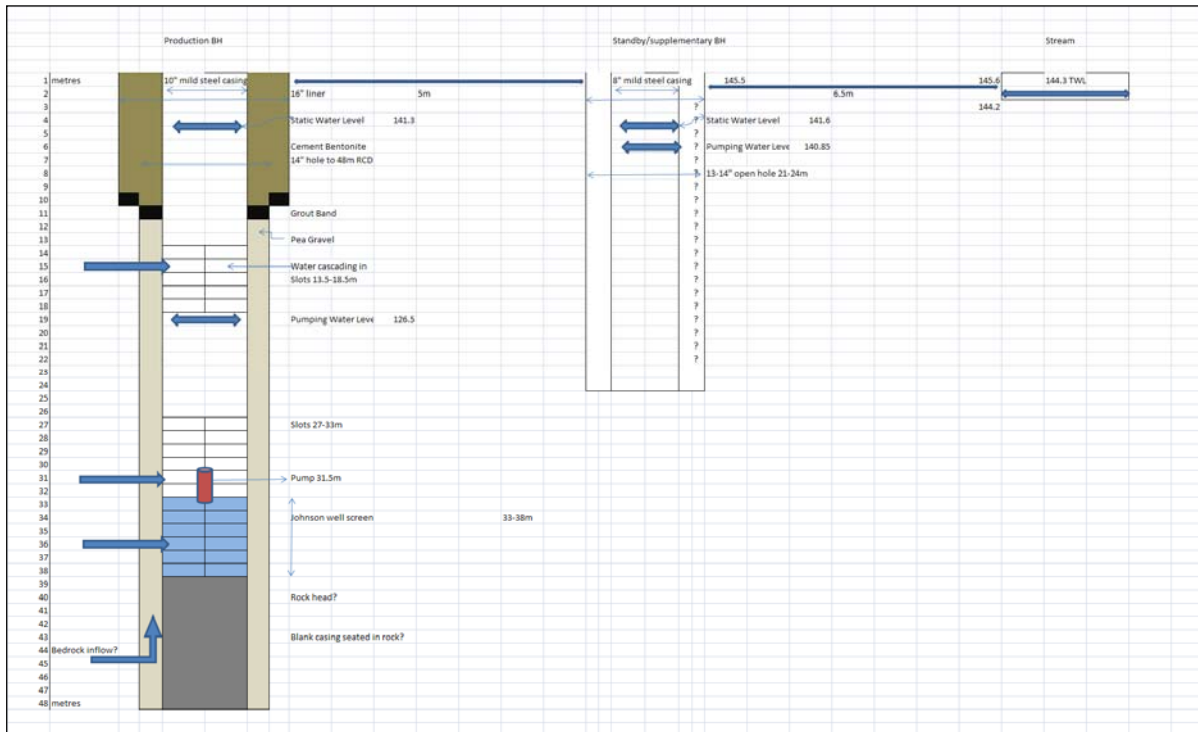 Production BH Standby/supplementary BH Stream
1 metres 10" mild steel casing 8" mild steel casing 145.5 145.6 144.3 TWL
2 16" liner 5m 6.5m
3 ? 144.2
4 Static Water Level 141.3 ? Static Water Level 141.6
5 ?
6 Cement Bentonite ? Pumping Water Leve 140.85
7 14" hole to 48m RCD ?
8 ? 13-14" open hole 21-24m
9 ?
10 ?
11 Grout Band ?
12 ?
13 Pea Gravel ?
14 ?
15 Water cascading in ?
16 Slots 13.5-18.5m ?
17 ?
18 ?
19 Pumping Water Leve 126.5 ?
20 ?
21 ?
22 ?
23
24
25
26
27 Slots 27-33m
28
29
30
31 Pump 31.5m
32
33
34 Johnson well screen 33-38m
35
36
37
38
39
40 Rock head?
41
42
43 Blank casing seated in rock?
44 Bedrock inflow?
45
46
47
48 metres